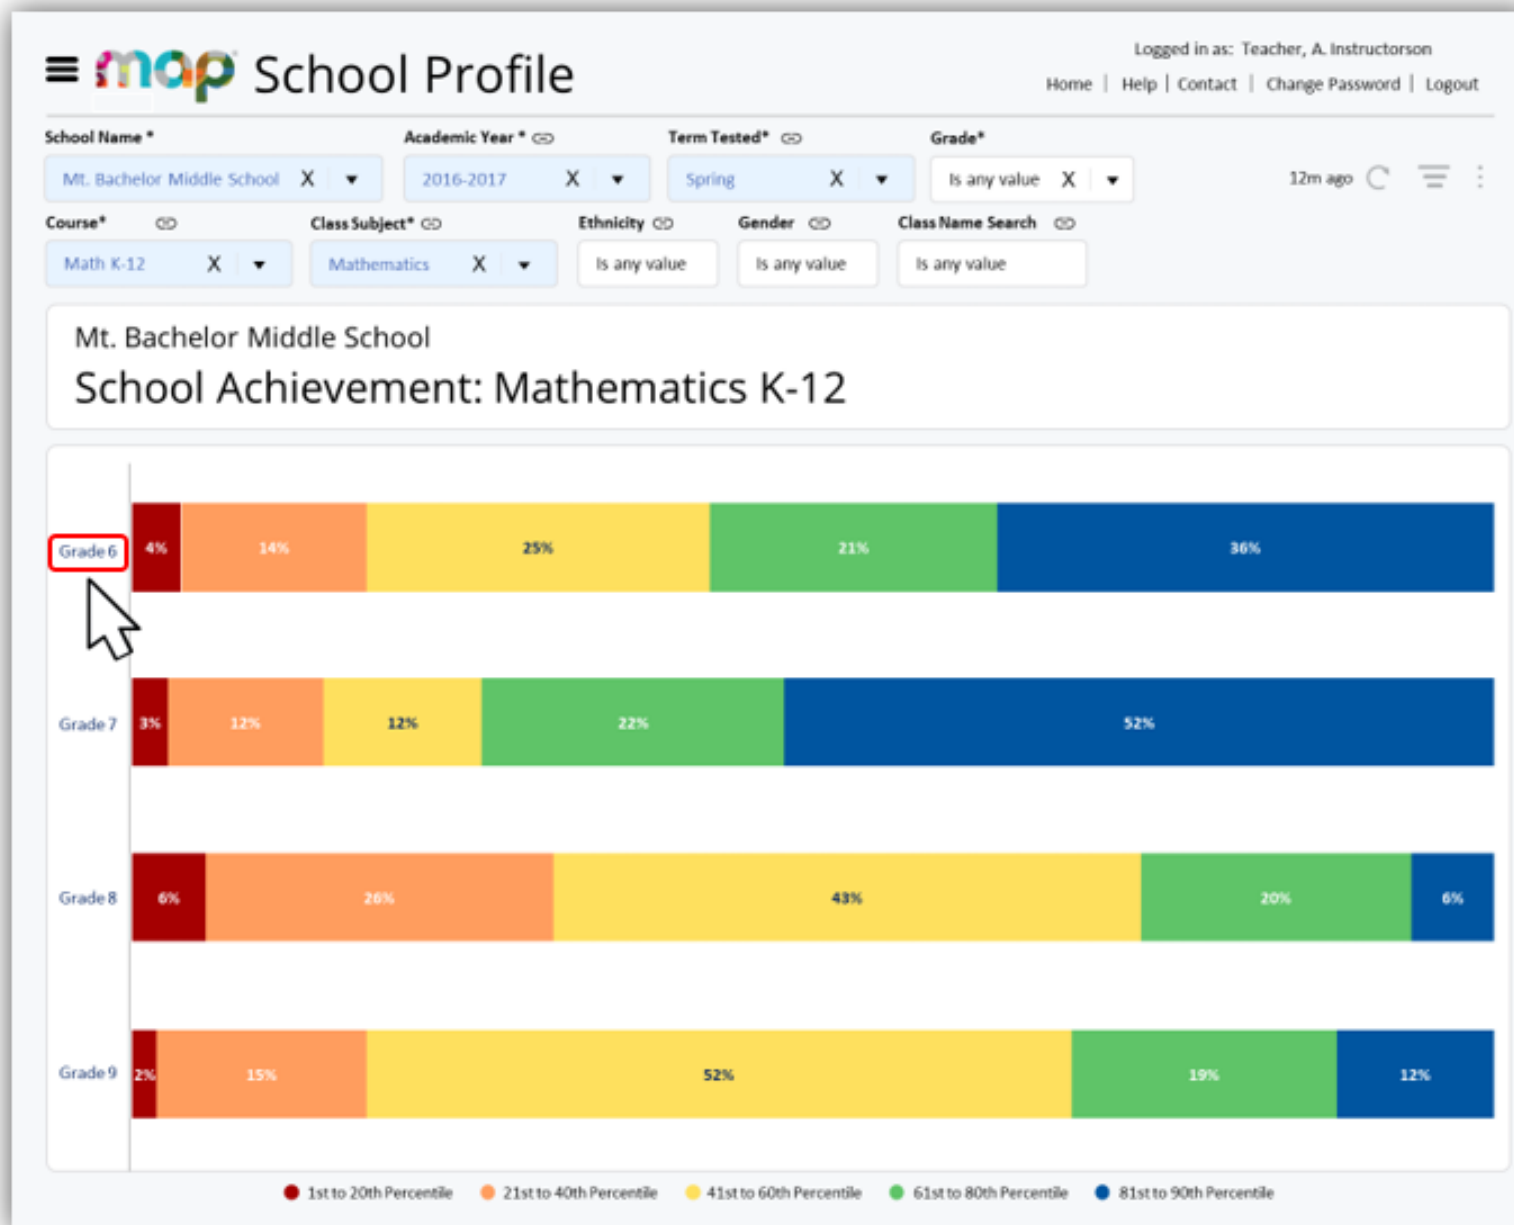 Logged in as: Teacher, A. Instructorson
map School Profile
Home | Help | Contact | Change Password | Logout
School Name * Academic Year * Term Tested* Grade*
Mt. Bachelor Middle School X 2016-2017 X Spring X Is any value X 12m ago
Course* Class Subject* Ethnicity Gender Class Name Search
Math K-12 X Mathematics X Is any value Is any value Is any value
Mt. Bachelor Middle School
School Achievement: Mathematics K-12
Grade 6 4% 14% 25% 21% 36%
Grade 7 3% 12% 12% 22% 52%
Grade 8 6% 26% 43% 20% 6%
Grade 9 2% 15% 52% 19% 12%
1st to 20th Percentile 21st to 40th Percentile 41st to 60th Percentile 61st to 80th Percentile 81st to 90th Percentile